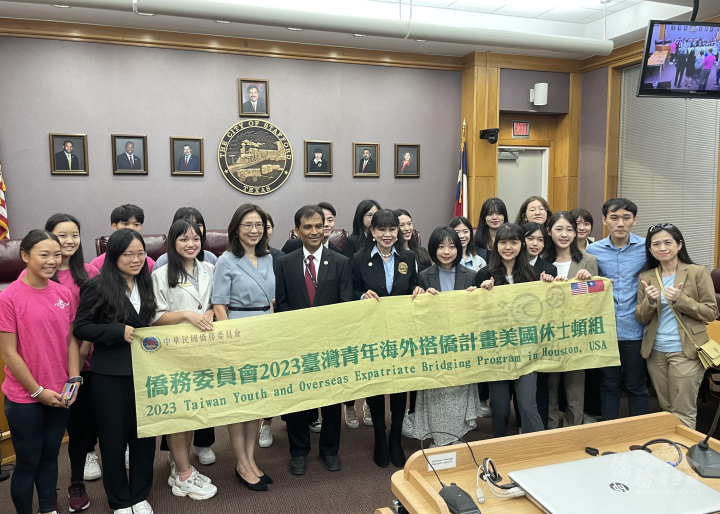 THE CITY OF STAFFORD
TEXAS
EXIT
中華民國僑務委員會
僑務委員會2023臺灣青年海外搭僑計畫美國休士頓組
2023 Taiwan Youth and Overseas Expatriate Bridging Program in Houston, USA
hp